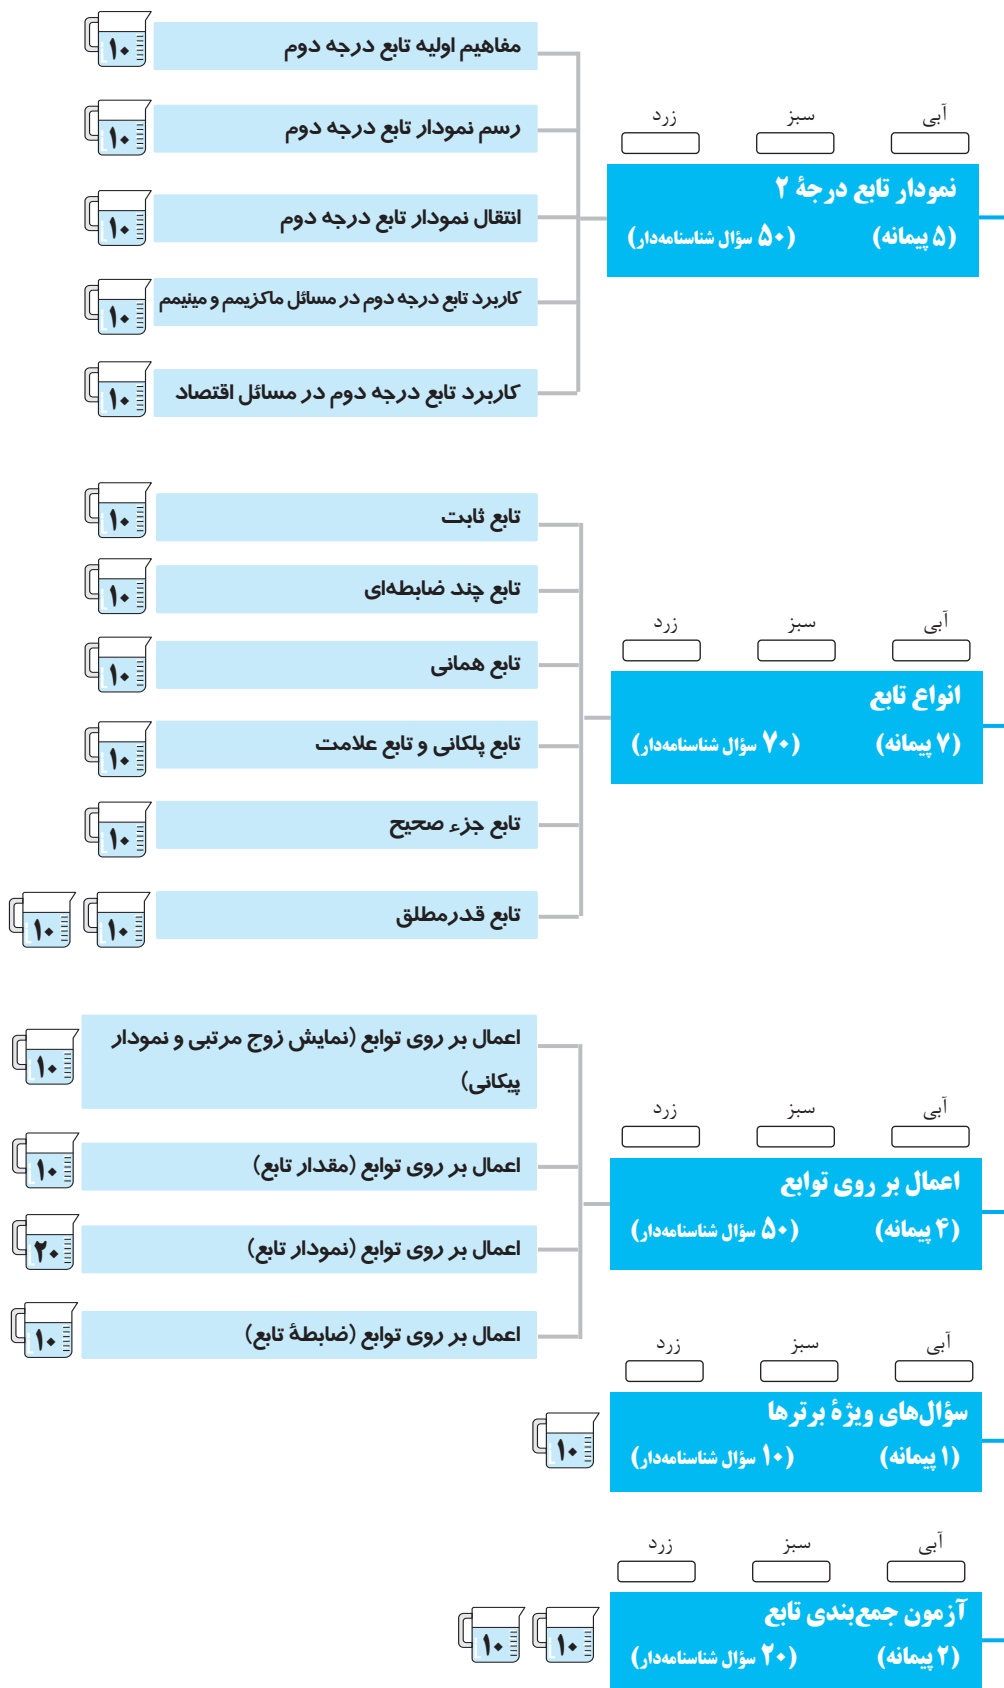 آبی سبز زرد
نمودار تابع درجهٔ ۲
(۵ پیمانه) (۵۰ سؤال شناسنامه‌دار)
مفاهیم اولیه تابع درجه دوم
۱۰
رسم نمودار تابع درجه دوم
۱۰
انتقال نمودار تابع درجه دوم
۱۰
کاربرد تابع درجه دوم در مسائل ماکزیمم و مینیمم
۱۰
کاربرد تابع درجه دوم در مسائل اقتصاد
۱۰
آبی سبز زرد
انواع تابع
(۷ پیمانه) (۷۰ سؤال شناسنامه‌دار)
تابع ثابت
۱۰
تابع چند ضابطه‌ای
۱۰
تابع همانی
۱۰
تابع پلکانی و تابع علامت
۱۰
تابع جزء صحیح
۱۰
تابع قدرمطلق
۱۰ ۱۰
آبی سبز زرد
اعمال بر روی توابع
(۴ پیمانه) (۵۰ سؤال شناسنامه‌دار)
اعمال بر روی توابع (نمایش زوج مرتبی و نمودار
پیکانی)
۱۰
اعمال بر روی توابع (مقدار تابع)
۱۰
اعمال بر روی توابع (نمودار تابع)
۲۰
اعمال بر روی توابع (ضابطهٔ تابع)
۱۰
آبی سبز زرد
سؤال‌های ویژهٔ برترها
(۱ پیمانه) (۱۰ سؤال شناسنامه‌دار)
۱۰
آبی سبز زرد
آزمون جمع‌بندی تابع
(۲ پیمانه) (۲۰ سؤال شناسنامه‌دار)
۱۰ ۱۰